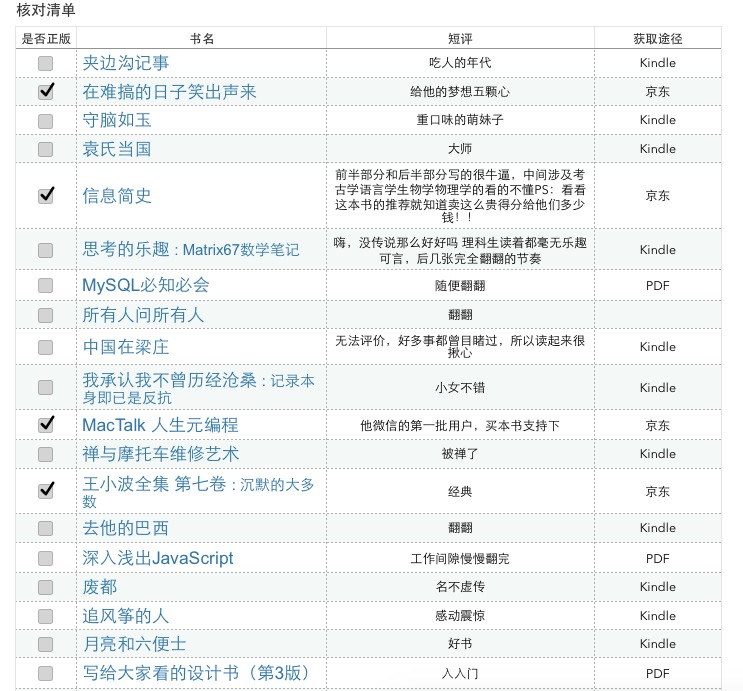 核对清单
是否正版 书名 短评 获取途径
夹边沟记事 吃人的年代 Kindle
在难搞的日子笑出声来 给他的梦想五颗心 京东
守脑如玉 重口味的萌妹子 Kindle
袁氏当国 大师 Kindle
信息简史 前半部分和后半部分写的很牛逼，中间涉及考 京东
古学语言学生物学物理学的看的不懂PS：看看
这本书的推荐就知道卖这么贵得分给他们多少
钱！！
思考的乐趣 : Matrix67数学笔记 嗨，没传说那么好好吗 理科生读着都毫无乐趣 Kindle
可言，后几张完全翻翻的节奏
MySQL必知必会 随便翻翻 PDF
所有人问所有人 翻翻
中国在梁庄 无法评价，好多事都曾目睹过，所以读起来很 Kindle
揪心
我承认我不曾历经沧桑 : 记录本 小女不错 Kindle
身即已是反抗
MacTalk 人生元编程 他微信的第一批用户，买本书支持下 京东
禅与摩托车维修艺术 被禅了 Kindle
王小波全集 第七卷 : 沉默的大多 经典 京东
数
去他的巴西 翻翻 Kindle
深入浅出JavaScript 工作间隙慢慢翻完 PDF
废都 名不虚传 Kindle
追风筝的人 感动震惊 Kindle
月亮和六便士 好书 Kindle
写给大家看的设计书（第3版） 入入门 PDF